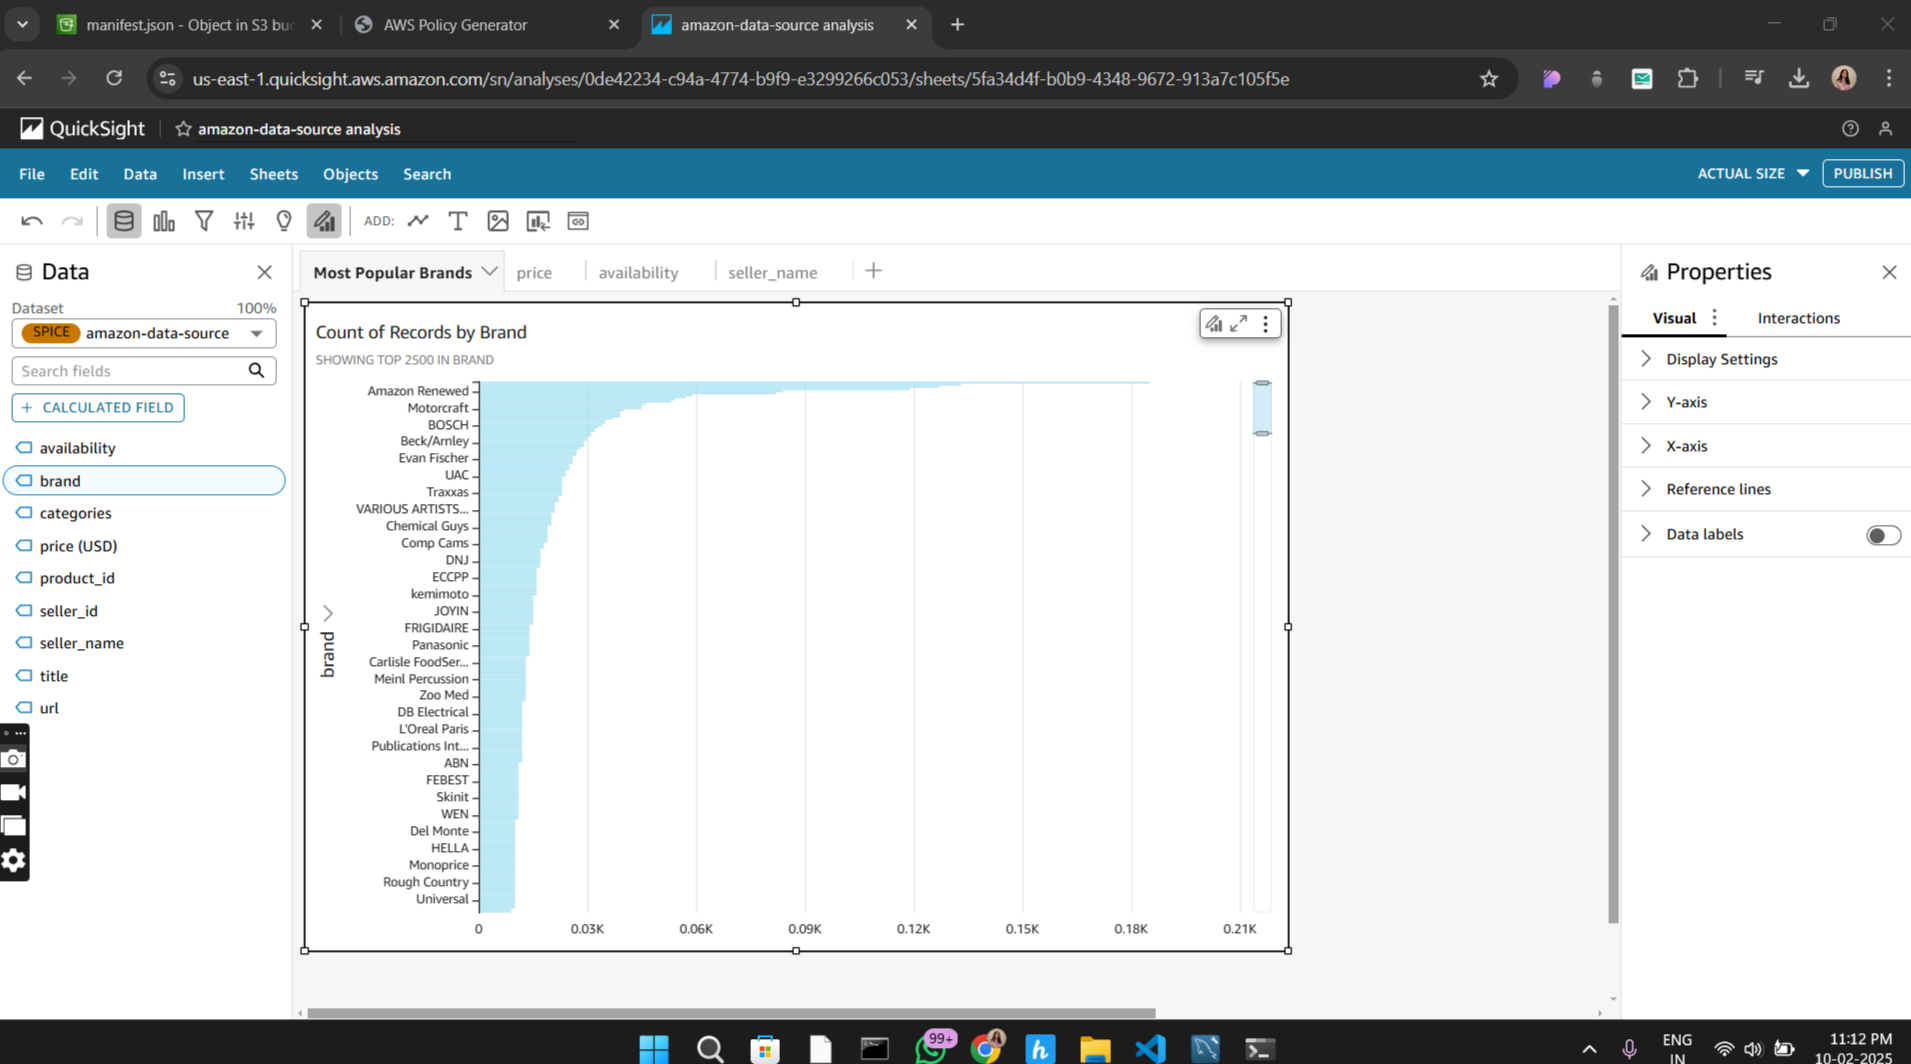 manifest.json - Object in S3 buc
AWS Policy Generator
amazon-data-source analysis
us-east-1.quicksight.aws.amazon.com/sn/analyses/0de42234-c94a-4774-b9f9-e3299266c053/sheets/5fa34d4f-b0b9-4348-9672-913a7c105f5e
QuickSight
amazon-data-source analysis
File Edit Data Insert Sheets Objects Search
ACTUAL SIZE
PUBLISH
ADD:
Data
Dataset 100%
SPICE amazon-data-source
Search fields
+ CALCULATED FIELD
availability
brand
categories
price (USD)
product_id
seller_id
seller_name
title
url
Most Popular Brands price availability seller_name
Count of Records by Brand
SHOWING TOP 2500 IN BRAND
brand
Amazon Renewed
Motorcraft
BOSCH
Beck/Arnley
Evan Fischer
UAC
Traxxas
VARIOUS ARTISTS...
Chemical Guys
Comp Cams
DNJ
ECCPP
kemimoto
JOYIN
FRIGIDAIRE
Panasonic
Carlisle FoodSer...
Meinl Percussion
Zoo Med
DB Electrical
L'Oreal Paris
Publications Int...
ABN
FEBEST
Skinit
WEN
Del Monte
HELLA
Monoprice
Rough Country
Universal
0 0.03K 0.06K 0.09K 0.12K 0.15K 0.18K 0.21K
Properties
Visual Interactions
Display Settings
Y-axis
X-axis
Reference lines
Data labels
99+
h
ENG
IN
11:12 PM
10-02-2025